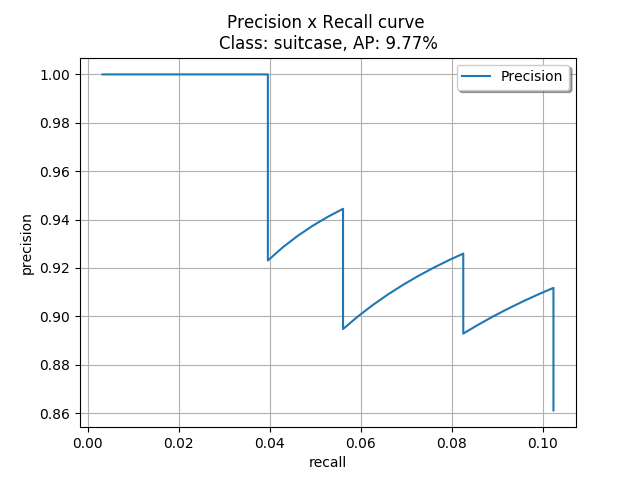 Precision x Recall curve
Class: suitcase, AP: 9.77%
Precision
precision
1.00
0.98
0.96
0.94
0.92
0.90
0.88
0.86
0.00 0.02 0.04 0.06 0.08 0.10
recall